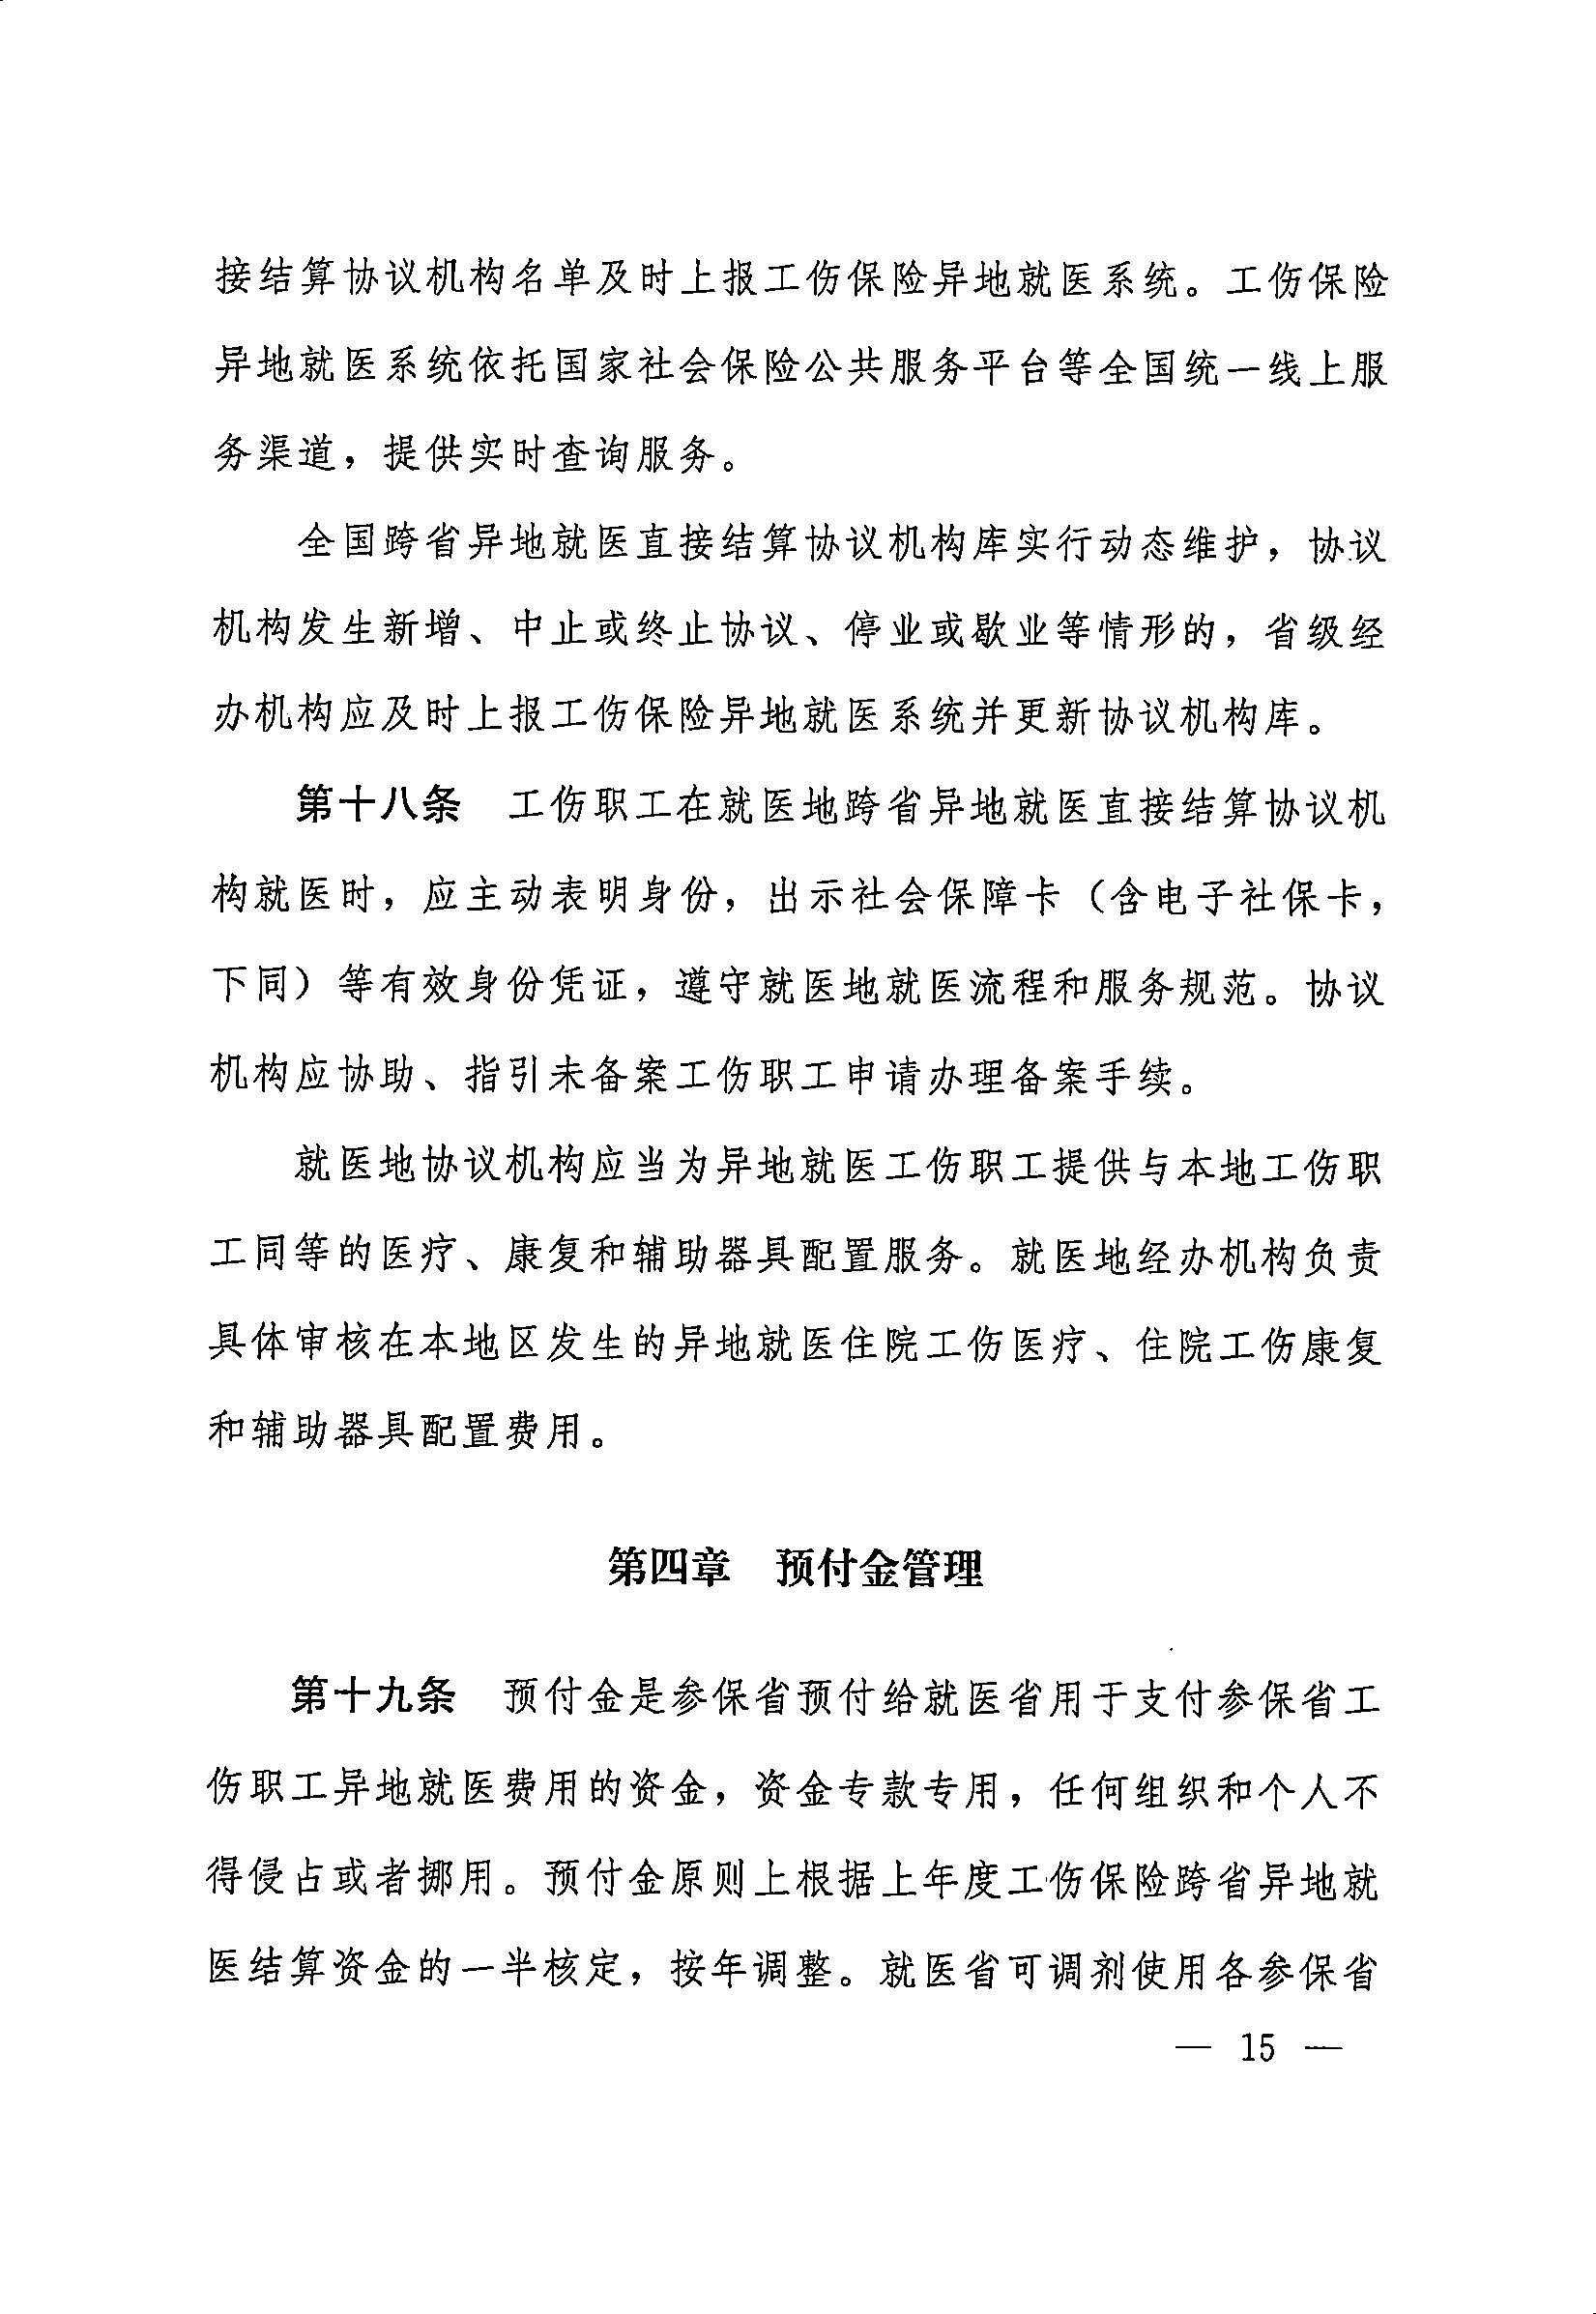 接结算协议机构名单及时上报工伤保险异地就医系统。工伤保险
异地就医系统依托国家社会保险公共服务平台等全国统一线上服
务渠道，提供实时查询服务。
全国跨省异地就医直接结算协议机构库实行动态维护，协议
机构发生新增、中止或终止协议、停业或歇业等情形的，省级经
办机构应及时上报工伤保险异地就医系统并更新协议机构库。
第十八条　工伤职工在就医地跨省异地就医直接结算协议机
构就医时，应主动表明身份，出示社会保障卡（含电子社保卡，
下同）等有效身份凭证，遵守就医地就医流程和服务规范。协议
机构应协助、指引未备案工伤职工申请办理备案手续。
就医地协议机构应当为异地就医工伤职工提供与本地工伤职
工同等的医疗、康复和辅助器具配置服务。就医地经办机构负责
具体审核在本地区发生的异地就医住院工伤医疗、住院工伤康复
和辅助器具配置费用。
第四章　预付金管理
第十九条　预付金是参保省预付给就医省用于支付参保省工
伤职工异地就医费用的资金，资金专款专用，任何组织和个人不
得侵占或者挪用。预付金原则上根据上年度工伤保险跨省异地就
医结算资金的一半核定，按年调整。就医省可调剂使用各参保省
— 15 —